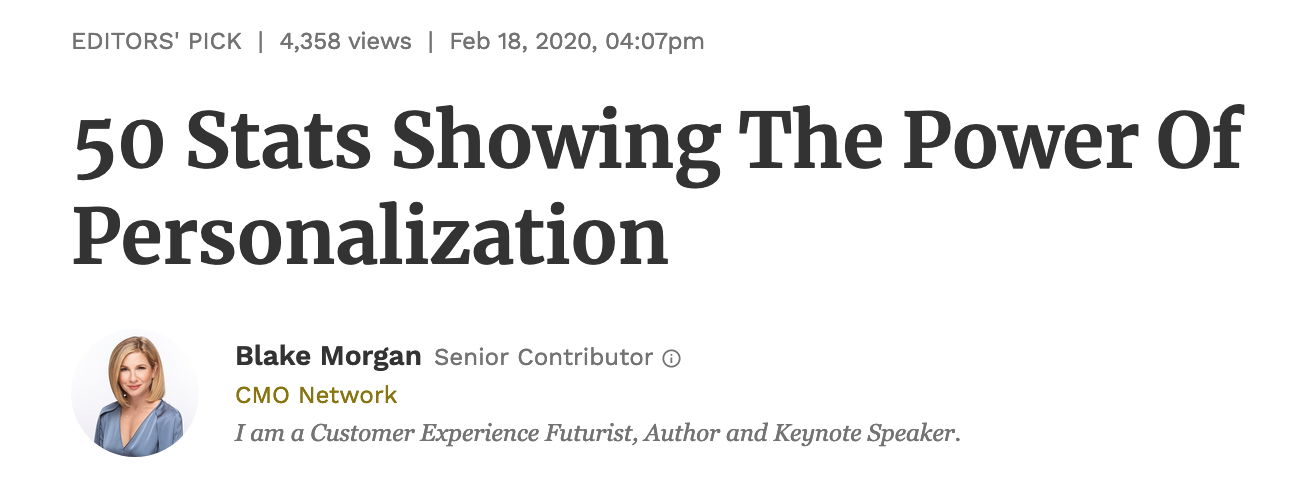 EDITORS' PICK | 4,358 views | Feb 18, 2020, 04:07pm
50 Stats Showing The Power Of
Personalization
Blake Morgan Senior Contributor
CMO Network
I am a Customer Experience Futurist, Author and Keynote Speaker.